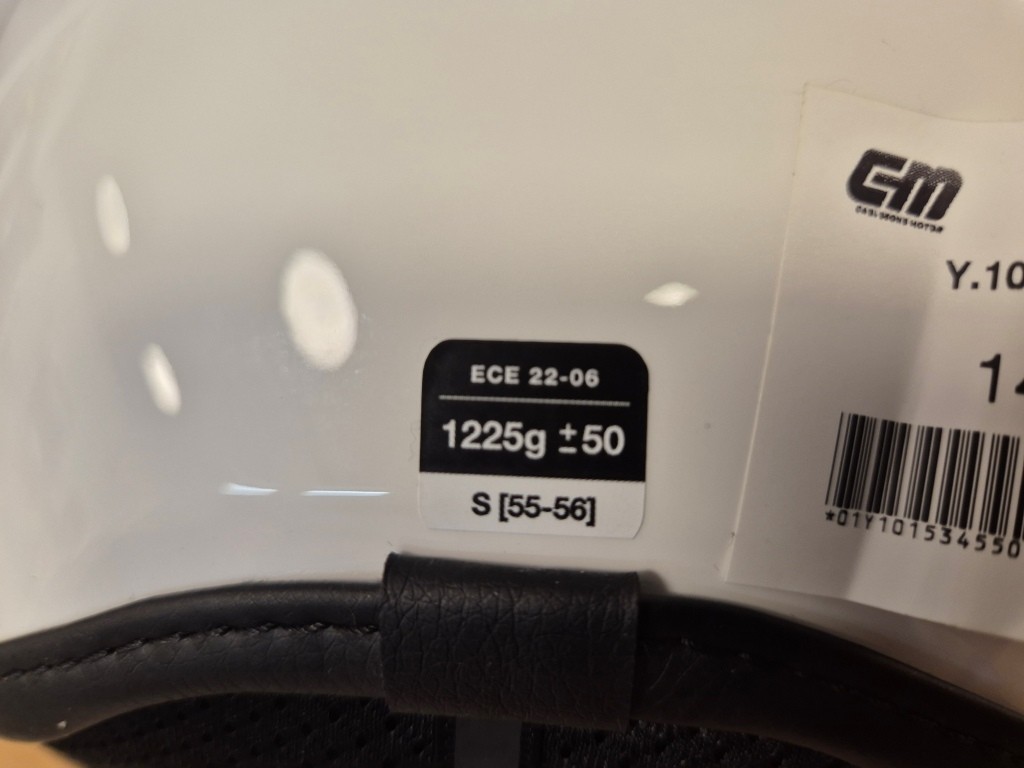 ECE 22-06
1225g ±50
S [55-56]
CM
Y.10
14
*01Y101534550